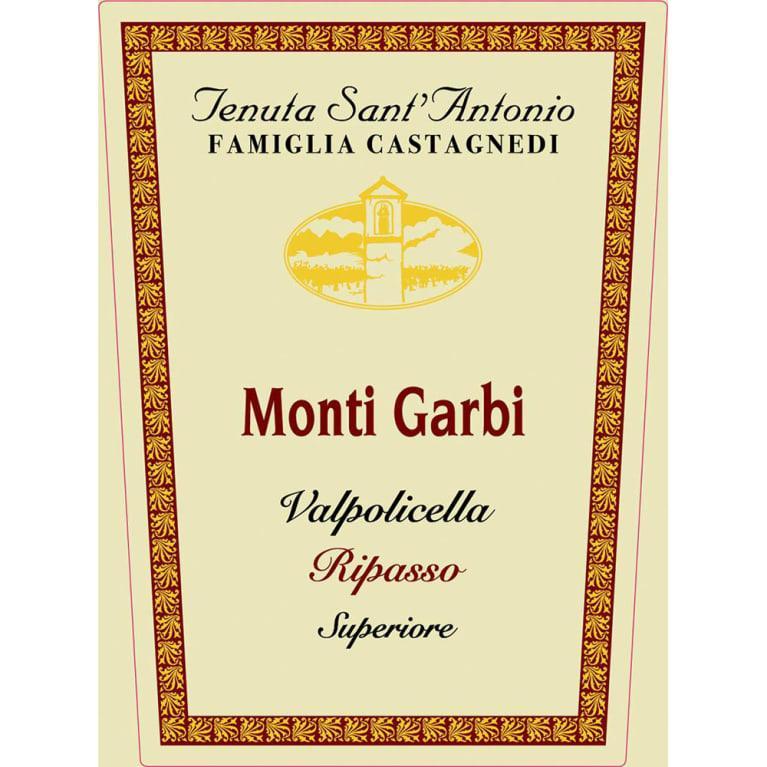 Tenuta Sant'Antonio
FAMIGLIA CASTAGNEDI
Monti Garbi
Valpolicella
Ripasso
Superiore